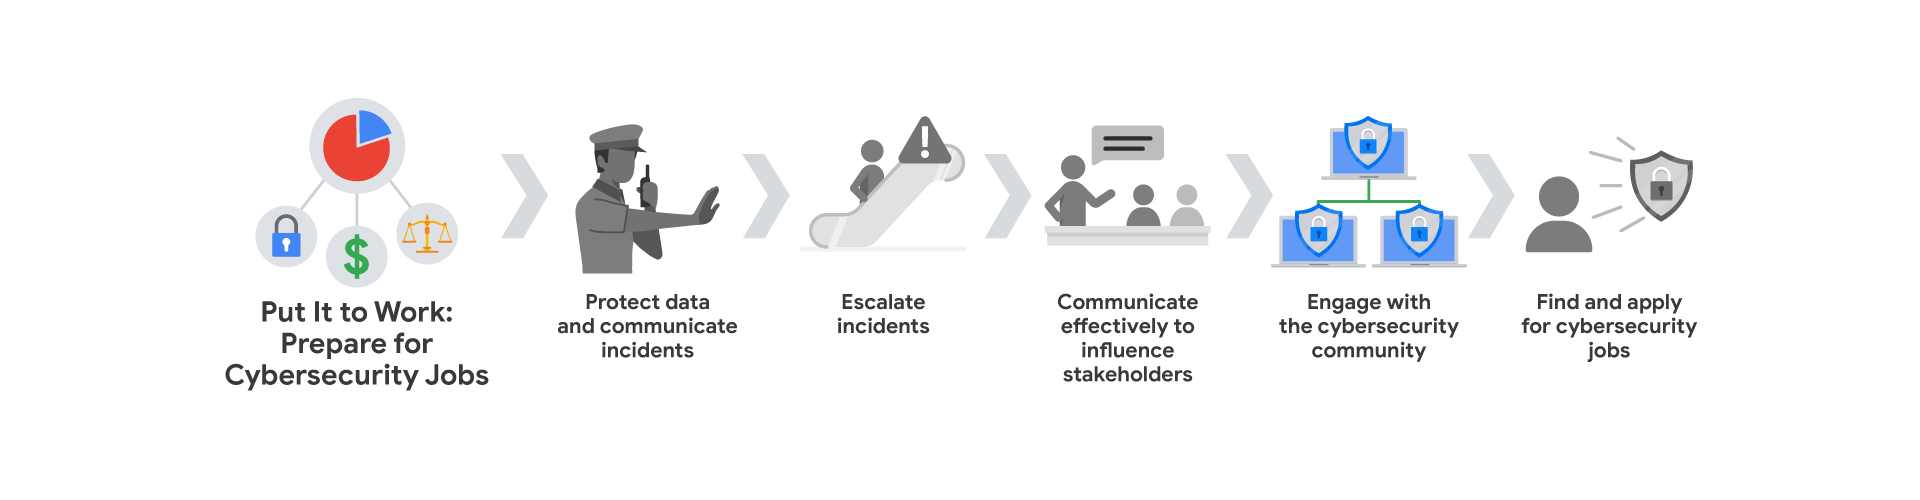 Put It to Work:
Prepare for
Cybersecurity Jobs
Protect data
and communicate
incidents
Escalate
incidents
Communicate
effectively to
influence
stakeholders
Engage with
the cybersecurity
community
Find and apply
for cybersecurity
jobs